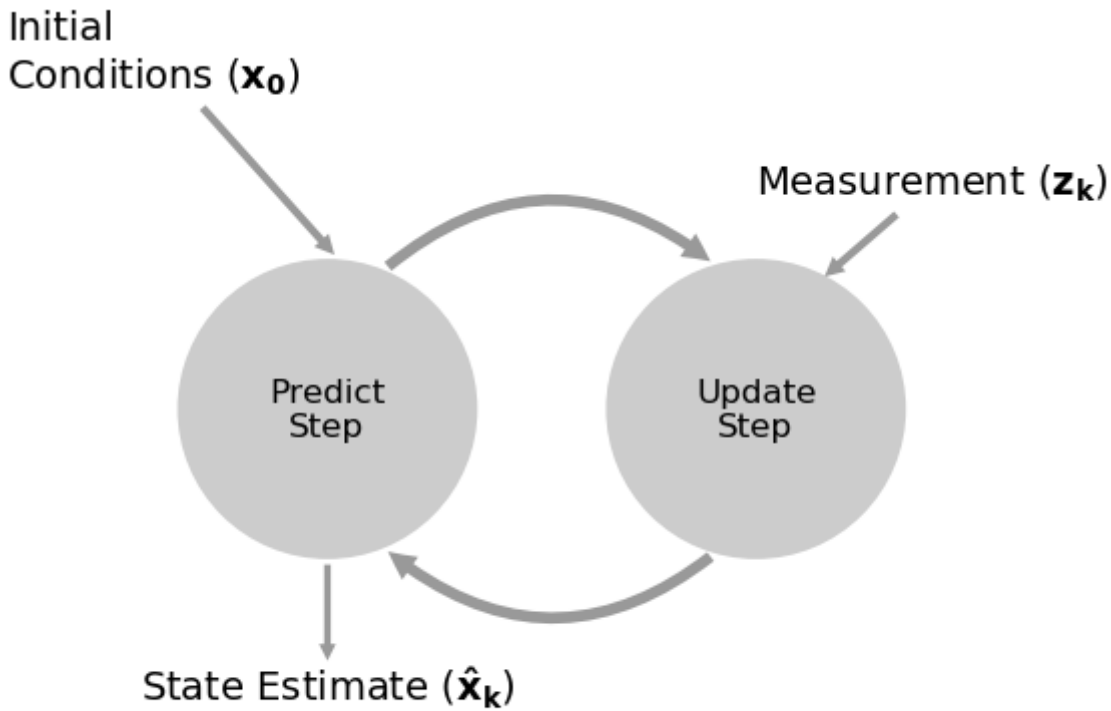 Initial
Conditions (x₀)
Measurement (zₖ)
Predict
Step
Update
Step
State Estimate (x̂ₖ)